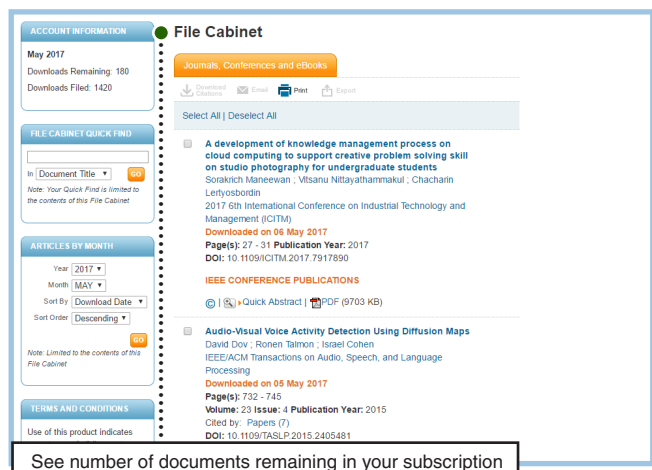 ACCOUNT INFORMATION
May 2017
Downloads Remaining: 180
Downloads Filed: 1420
FILE CABINET QUICK FIND
In Document Title ▼ GO
Note: Your Quick Find is limited to
the contents of this File Cabinet
ARTICLES BY MONTH
Year 2017 ▼
Month MAY ▼
Sort By Download Date ▼
Sort Order Descending ▼
GO
Note: Limited to the contents of this
File Cabinet
TERMS AND CONDITIONS
Use of this product indicates
File Cabinet
Journals, Conferences and eBooks
Download Citations Email Print Export
Select All | Deselect All
A development of knowledge management process on
cloud computing to support creative problem solving skill
on studio photography for undergraduate students
Sorakrich Maneewan ; Vitsanu Nittayathammakul ; Chacharin
Lertyosbordin
2017 6th International Conference on Industrial Technology and
Management (ICITM)
Downloaded on 06 May 2017
Page(s): 27 - 31 Publication Year: 2017
DOI: 10.1109/ICITM.2017.7917890
IEEE CONFERENCE PUBLICATIONS
© | Quick Abstract | PDF (9703 KB)
Audio-Visual Voice Activity Detection Using Diffusion Maps
David Dov ; Ronen Talmon ; Israel Cohen
IEEE/ACM Transactions on Audio, Speech, and Language
Processing
Downloaded on 05 May 2017
Page(s): 732 - 745
Volume: 23 Issue: 4 Publication Year: 2015
Cited by: Papers (7)
DOI: 10.1109/TASLP.2015.2405481
See number of documents remaining in your subscription